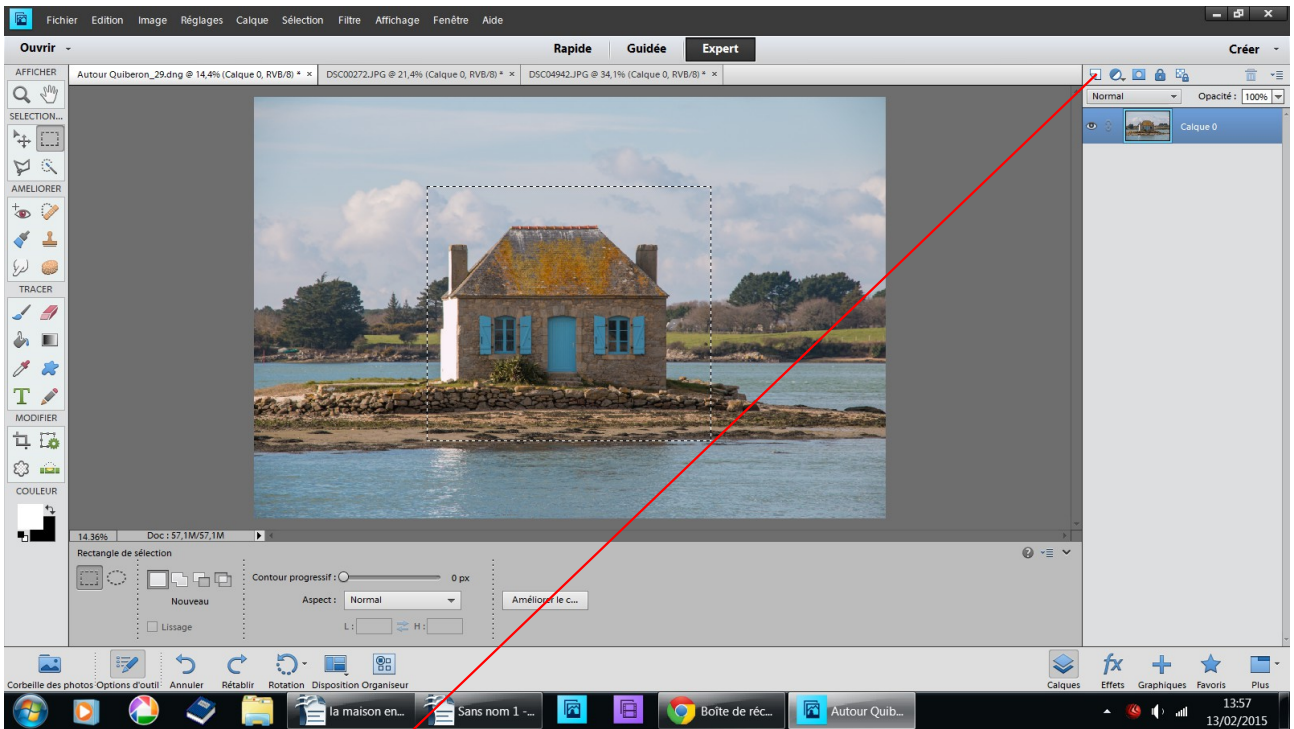 Fichier Edition Image Réglages Calque Sélection Filtre Affichage Fenêtre Aide
Ouvrir Rapide Guidée Expert Créer
AFFICHER
Autour Quiberon_29.dng @ 14,4% (Calque 0, RVB/8) * × DSC00272.JPG @ 21,4% (Calque 0, RVB/8) * × DSC04942.JPG @ 34,1% (Calque 0, RVB/8) * ×
Normal Opacité : 100%
SELECTION...
Calque 0
AMELIORER
TRACER
T
MODIFIER
COULEUR
14.36% Doc : 57,1M/57,1M
Rectangle de sélection
Contour progressif : 0 px
Nouveau Aspect : Normal Améliorer le c...
Lissage L : H :
fx
Corbeille des photos Options d'outil Annuler Rétablir Rotation Disposition Organiseur Calques Effets Graphiques Favoris Plus
la maison en... Sans nom 1 -... Boîte de réc... Autour Quib...
13:57
13/02/2015